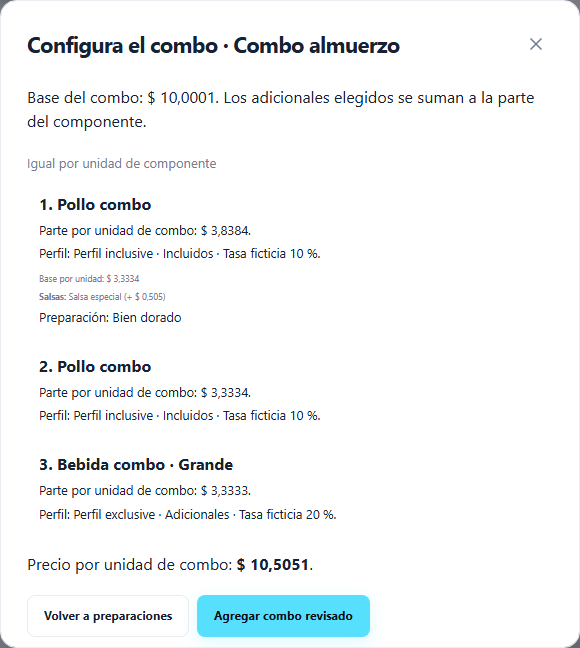 Configura el combo · Combo almuerzo
Base del combo: $ 10,0001. Los adicionales elegidos se suman a la parte
del componente.
Igual por unidad de componente
1. Pollo combo
Parte por unidad de combo: $ 3,8384.
Perfil: Perfil inclusive · Incluidos · Tasa ficticia 10 %.
Base por unidad: $ 3,3334
Salsas: Salsa especial (+ $ 0,505)
Preparación: Bien dorado
2. Pollo combo
Parte por unidad de combo: $ 3,3334.
Perfil: Perfil inclusive · Incluidos · Tasa ficticia 10 %.
3. Bebida combo · Grande
Parte por unidad de combo: $ 3,3333.
Perfil: Perfil exclusive · Adicionales · Tasa ficticia 20 %.
Precio por unidad de combo: $ 10,5051.
Volver a preparaciones
Agregar combo revisado